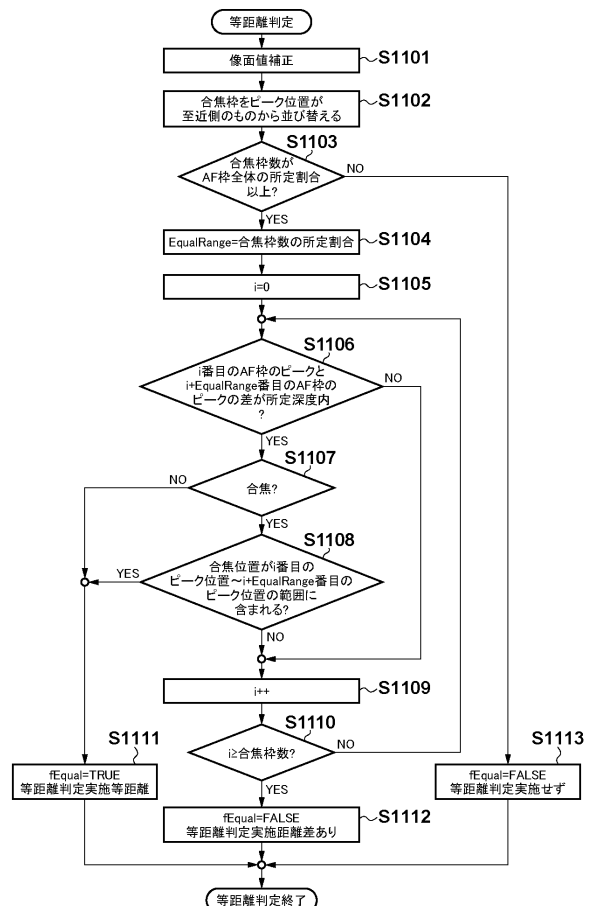 等距離判定
像面値補正
S1101
合焦枠をピーク位置が
至近側のものから並び替える
S1102
S1103
合焦枠数が
AF枠全体の所定割合
以上?
NO
YES
EqualRange=合焦枠数の所定割合
S1104
i=0
S1105
S1106
i番目のAF枠のピークと
i+EqualRange番目のAF枠の
ピークの差が所定深度内
?
NO
YES
S1107
合焦?
NO
YES
S1108
合焦位置がi番目の
ピーク位置～i+EqualRange番目の
ピーク位置の範囲に
含まれる?
YES
NO
i++
S1109
S1110
i≥合焦枠数?
NO
YES
S1111
fEqual=TRUE
等距離判定実施等距離
fEqual=FALSE
等距離判定実施距離差あり
S1112
S1113
fEqual=FALSE
等距離判定実施せず
等距離判定終了